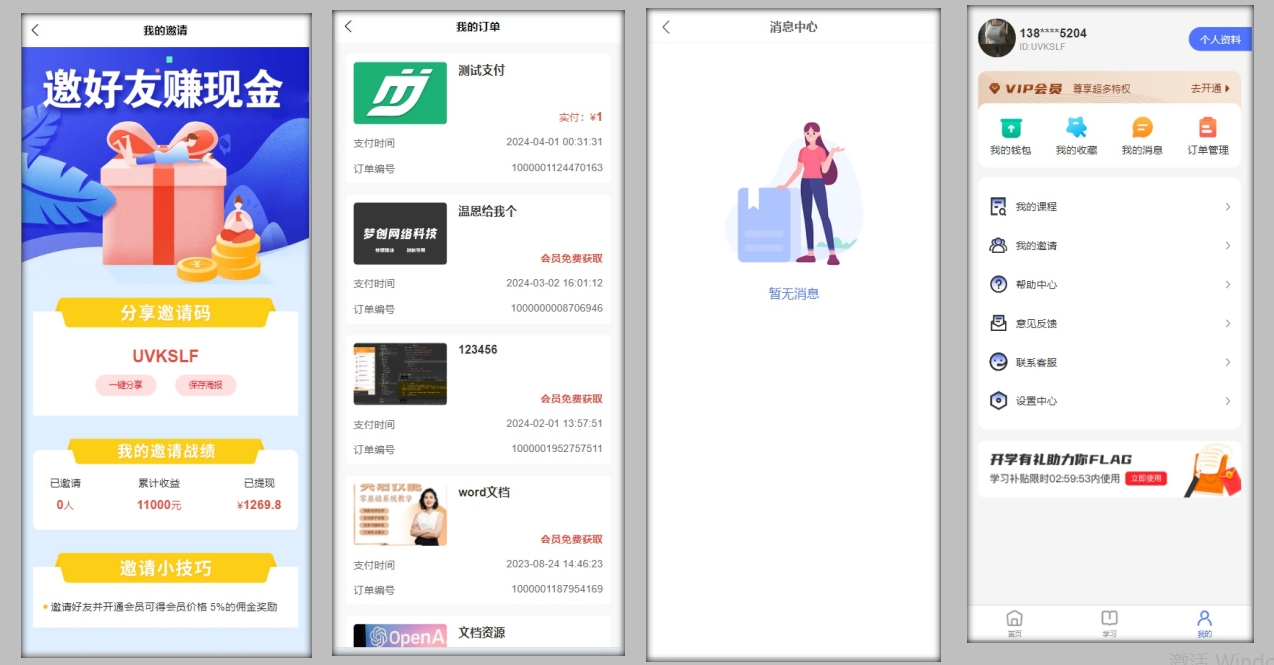 我的邀请
邀好友赚现金
分享邀请码
UVKSLF
一键分享
保存海报
我的邀请战绩
已邀请
累计收益
已提现
0人
11000元
¥1269.8
邀请小技巧
邀请好友并开通会员可得会员价格 5%的佣金奖励
我的订单
测试支付
实付：¥1
支付时间
2024-04-01 00:31:31
订单编号
1000001124470163
温恩给我个
梦创网络科技
会员免费获取
支付时间
2024-03-02 16:01:12
订单编号
1000000008706946
123456
会员免费获取
支付时间
2024-02-01 13:57:51
订单编号
1000001952757511
word文档
零基础系统教学
会员免费获取
支付时间
2023-08-24 14:46:23
订单编号
1000001187954169
文档资源
OpenA
消息中心
暂无消息
138****5204
ID:UVKSLF
个人资料
VIP会员
尊享超多特权
去开通
我的钱包
我的收藏
我的消息
订单管理
我的课程
我的邀请
帮助中心
意见反馈
联系客服
设置中心
开学有礼助力你FLAG
学习补贴限时02:59:53内使用
立即使用
首页
学习
我的
激活 Windo